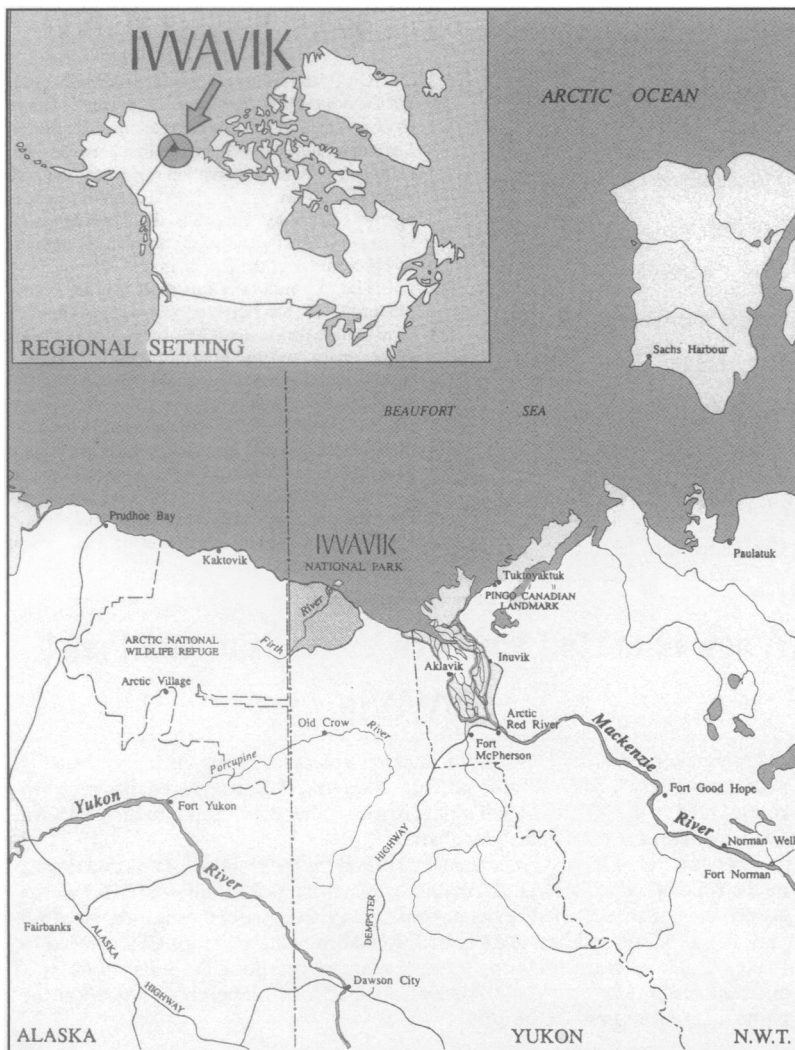 IVVAVIK
REGIONAL SETTING
ARCTIC OCEAN
Sachs Harbour
BEAUFORT SEA
Prudhoe Bay
Kaktovik
IVVAVIK
NATIONAL PARK
Paulatuk
Tuktoyaktuk
PINGO CANADIAN
LANDMARK
Firth River
ARCTIC NATIONAL
WILDLIFE REFUGE
Arctic Village
Aklavik
Inuvik
Old Crow
Porcupine River
Arctic
Red River
Fort
McPherson
Mackenzie River
Fort Good Hope
Norman Well
Fort Norman
Yukon River
Fort Yukon
Fairbanks
ALASKA HIGHWAY
DEMPSTER HIGHWAY
Dawson City
ALASKA
YUKON
N.W.T.